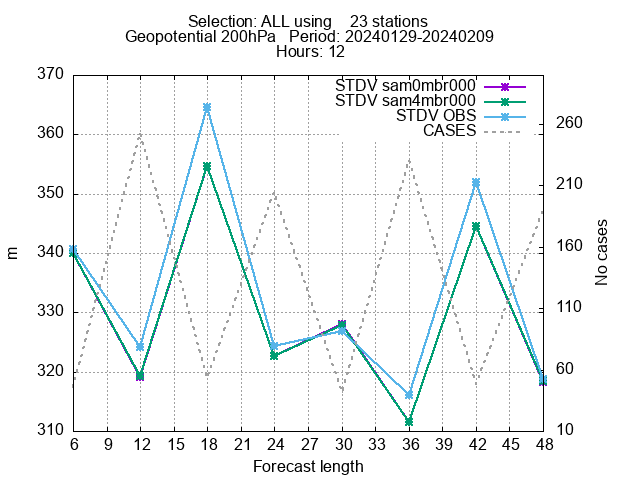 Selection: ALL using    23 stations
Geopotential 200hPa   Period: 20240129-20240209
Hours: 12
STDV sam0mbr000
STDV sam4mbr000
STDV OBS
CASES
370
360
350
340
330
320
310
m
260
210
160
110
60
10
No cases
6 9 12 15 18 21 24 27 30 33 36 39 42 45 48
Forecast length